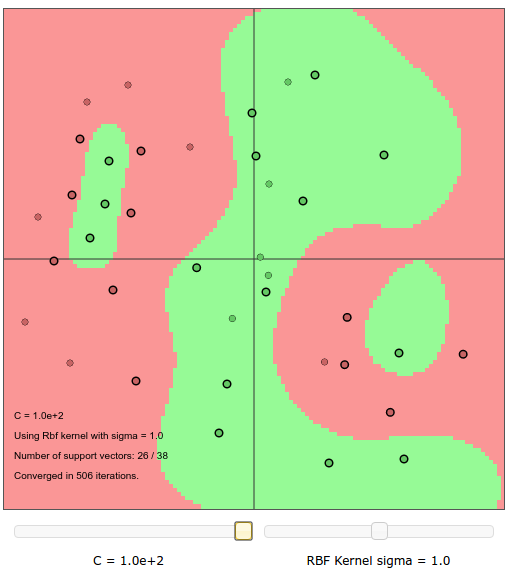 C = 1.0e+2
Using Rbf kernel with sigma = 1.0
Number of support vectors: 26 / 38
Converged in 506 iterations.
C = 1.0e+2
RBF Kernel sigma = 1.0